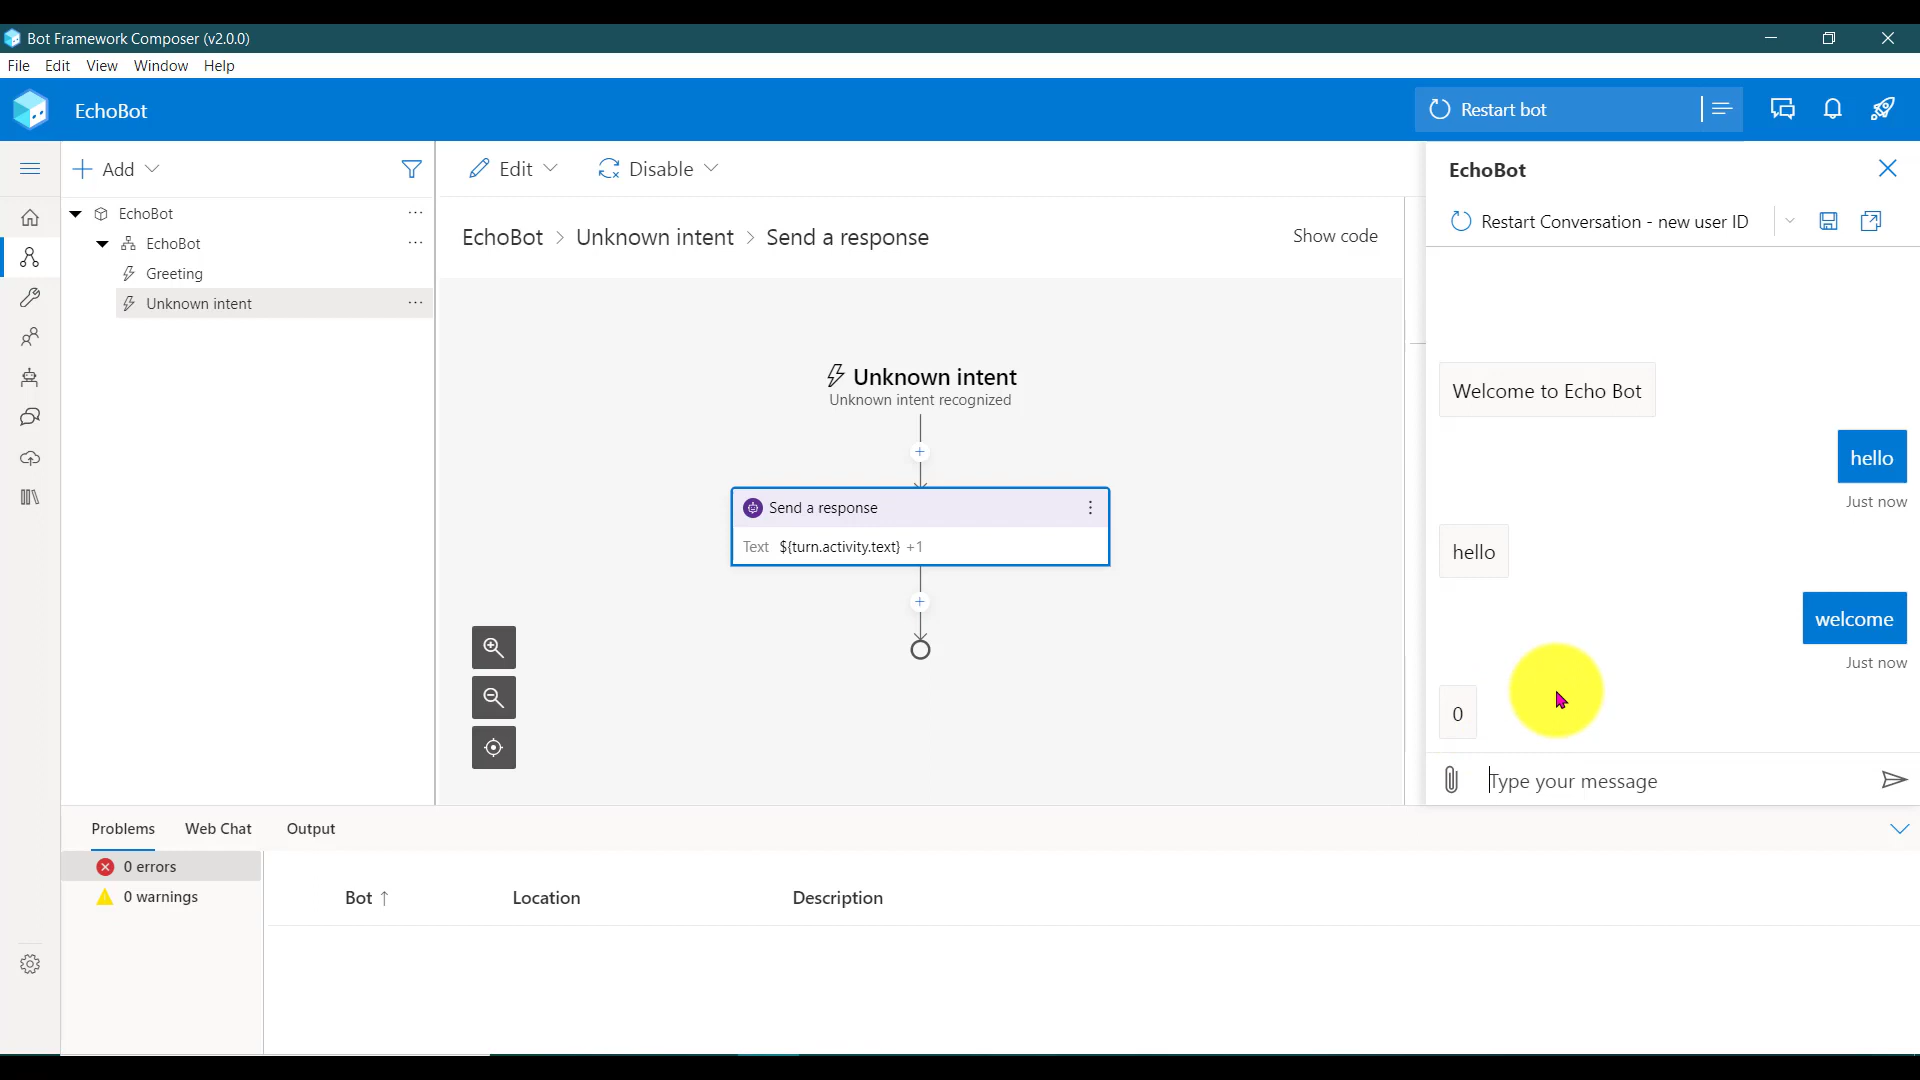 Bot Framework Composer (v2.0.0)
File Edit View Window Help
EchoBot
Restart bot
Add
Edit
Disable
EchoBot
EchoBot
EchoBot
Greeting
Unknown intent
EchoBot > Unknown intent > Send a response
Show code
Restart Conversation - new user ID
Unknown intent
Unknown intent recognized
Send a response
Text ${turn.activity.text} +1
Welcome to Echo Bot
hello
Just now
hello
welcome
Just now
0
Type your message
Problems Web Chat Output
0 errors
0 warnings
Bot ↑ Location Description